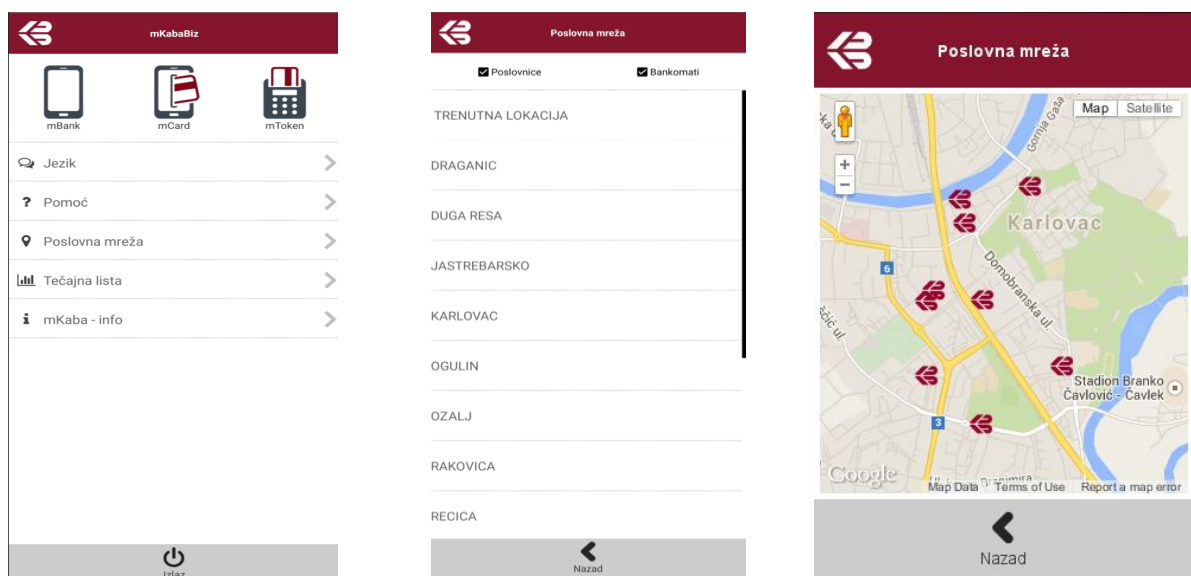 mKabaBiz
mBank
mCard
mToken
Jezik
Pomoć
Poslovna mreža
Tečajna lista
mKaba - info
Izlaz
Poslovna mreža
Poslovnice
Bankomati
TRENUTNA LOKACIJA
DRAGANIC
DUGA RESA
JASTREBARSKO
KARLOVAC
OGULIN
OZALJ
RAKOVICA
RECICA
Nazad
Poslovna mreža
Map
Satellite
Gornja Gaza
Karlovac
6
Domobranska ul.
Stadion Branko
Čavlović - Čavlek
3
Google
Map Data
Terms of Use
Report a map error
Nazad